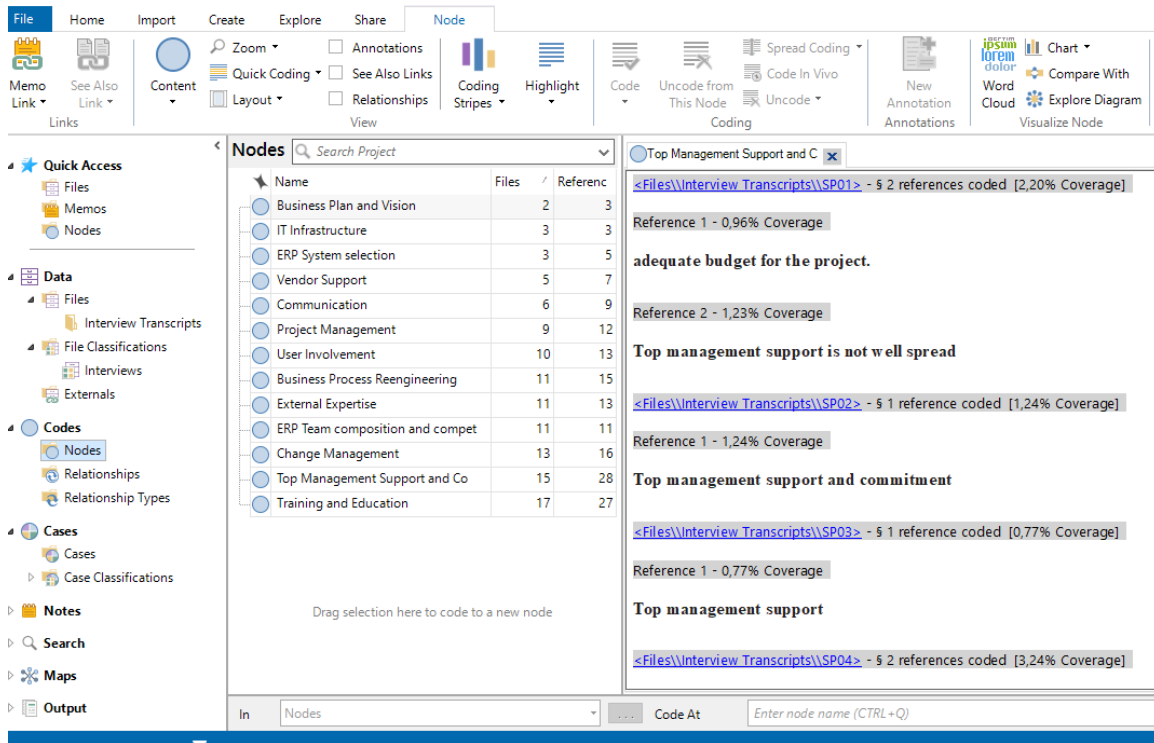 File Home Import Create Explore Share Node
Memo Link
See Also Link
Links
Content
Zoom
Quick Coding
Layout
Annotations
See Also Links
Relationships
Coding Stripes
Highlight
View
Code
Uncode from This Node
Spread Coding
Code In Vivo
Uncode
Coding
New Annotation
Annotations
Word Cloud
Chart
Compare With
Explore Diagram
Visualize Node
Quick Access
Files
Memos
Nodes
Data
Files
Interview Transcripts
File Classifications
Interviews
Externals
Codes
Nodes
Relationships
Relationship Types
Cases
Cases
Case Classifications
Notes
Search
Maps
Output
Nodes Search Project
Name Files Referenc
Business Plan and Vision 2 3
IT Infrastructure 3 3
ERP System selection 3 5
Vendor Support 5 7
Communication 6 9
Project Management 9 12
User Involvement 10 13
Business Process Reengineering 11 15
External Expertise 11 13
ERP Team composition and compet 11 11
Change Management 13 16
Top Management Support and Co 15 28
Training and Education 17 27
Drag selection here to code to a new node
Top Management Support and C
<Files\\Interview Transcripts\\SP01> - § 2 references coded [2,20% Coverage]
Reference 1 - 0,96% Coverage
adequate budget for the project.
Reference 2 - 1,23% Coverage
Top management support is not well spread
<Files\\Interview Transcripts\\SP02> - § 1 reference coded [1,24% Coverage]
Reference 1 - 1,24% Coverage
Top management support and commitment
<Files\\Interview Transcripts\\SP03> - § 1 reference coded [0,77% Coverage]
Reference 1 - 0,77% Coverage
Top management support
<Files\\Interview Transcripts\\SP04> - § 2 references coded [3,24% Coverage]
In Nodes ... Code At Enter node name (CTRL+Q)